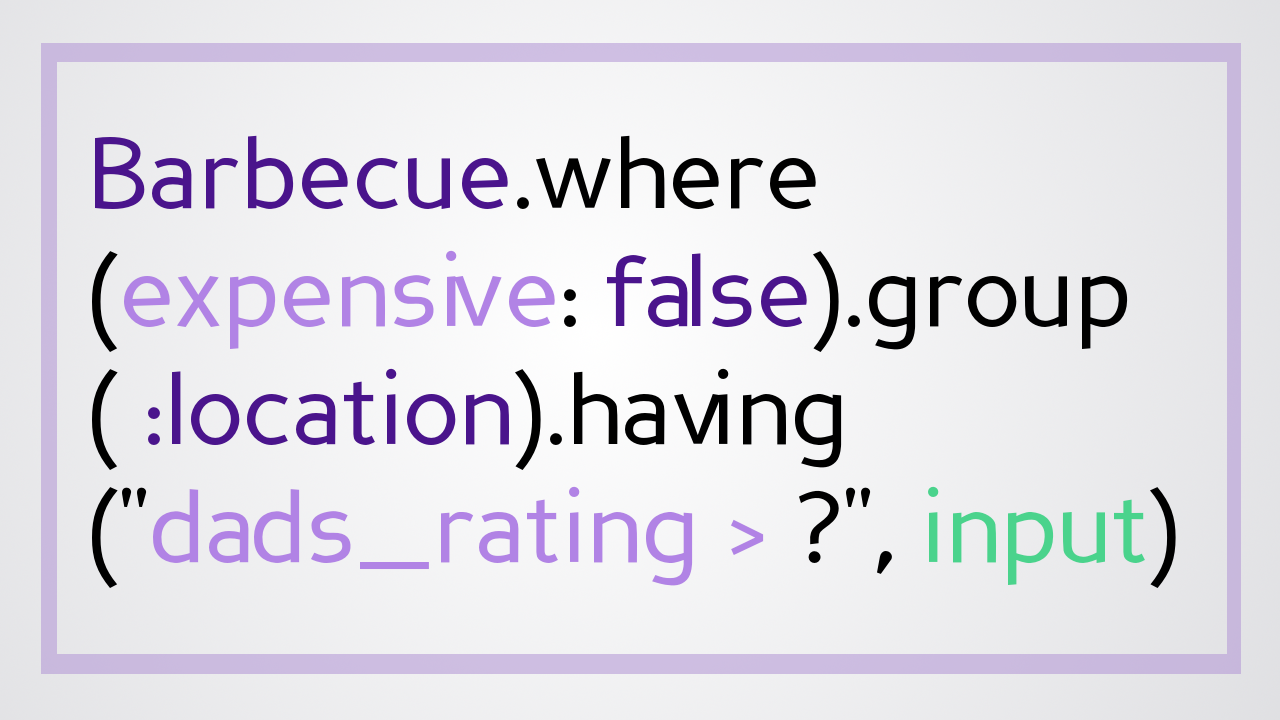 Barbecue.where
(expensive: false).group
( :location).having
("dads_rating > ?", input)